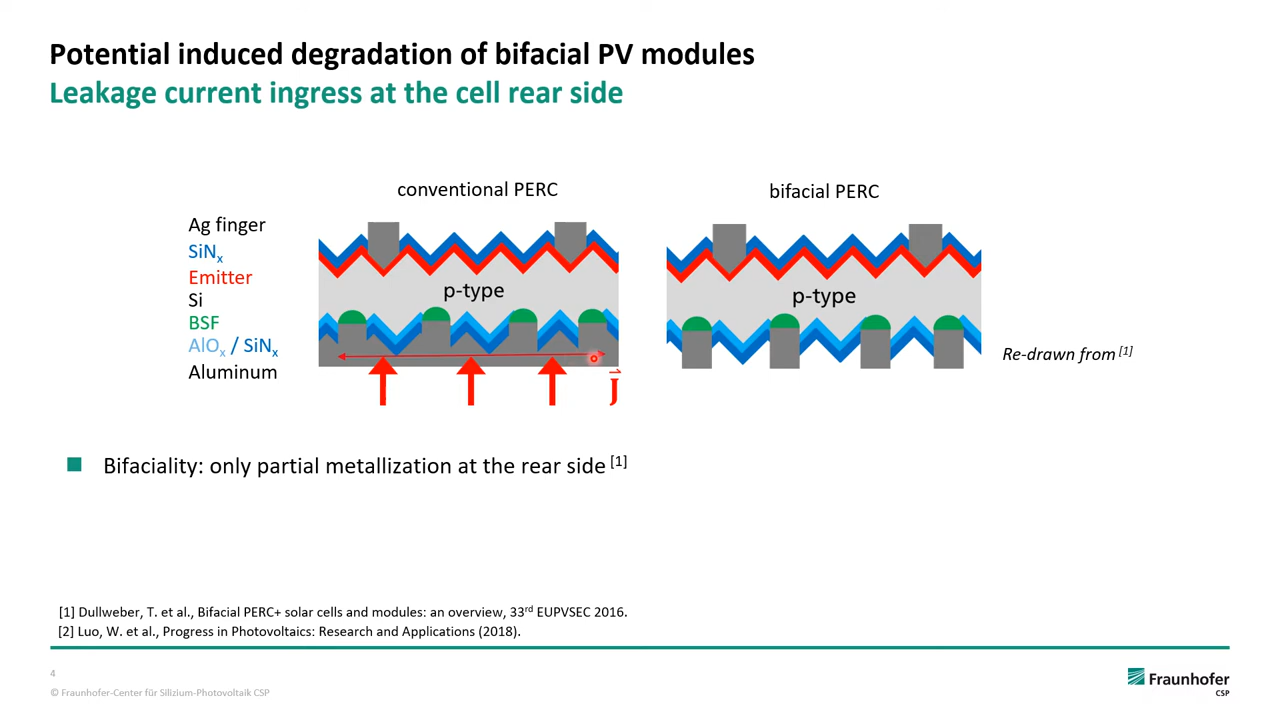 Potential induced degradation of bifacial PV modules
Leakage current ingress at the cell rear side
conventional PERC
bifacial PERC
Ag finger
SiNx
Emitter
Si
BSF
AlOx / SiNx
Aluminum
p-type
J
p-type
Re-drawn from [1]
Bifaciality: only partial metallization at the rear side [1]
[1] Dullweber, T. et al., Bifacial PERC+ solar cells and modules: an overview, 33rd EUPVSEC 2016.
[2] Luo, W. et al., Progress in Photovoltaics: Research and Applications (2018).
4
© Fraunhofer-Center für Silizium-Photovoltaik CSP
Fraunhofer
CSP